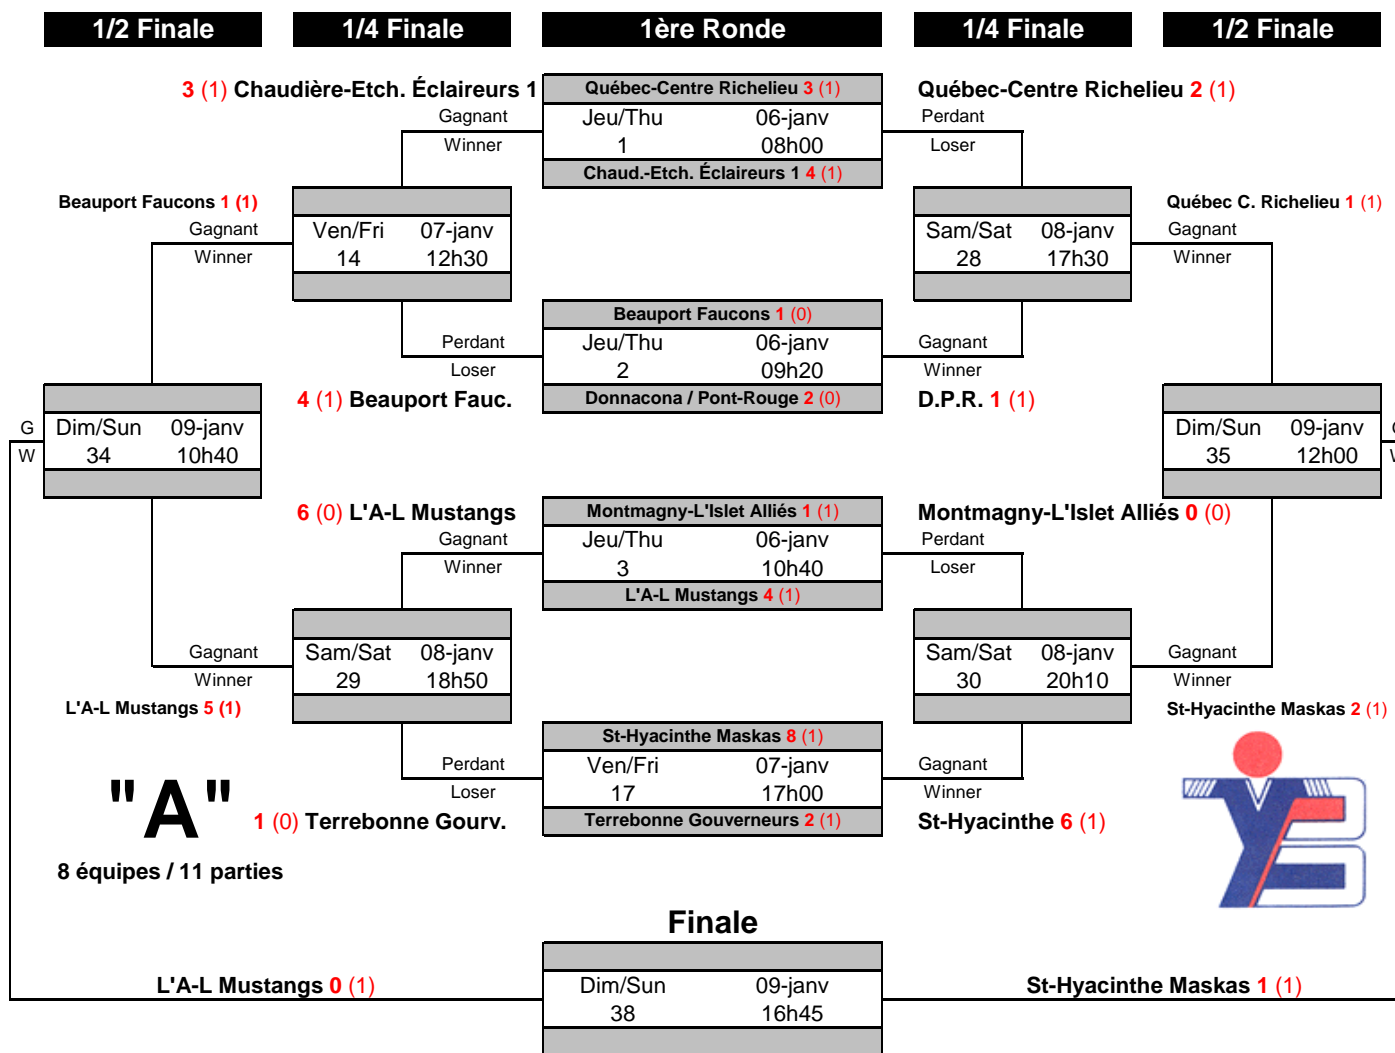 1/2 Finale 1/4 Finale 1ère Ronde 1/4 Finale 1/2 Finale
3 (1) Chaudière-Etch. Éclaireurs 1 Québec-Centre Richelieu 3 (1) Québec-Centre Richelieu 2 (1)
Gagnant Jeu/Thu 06-janv Perdant
Winner 1 08h00 Loser
Chaud.-Etch. Éclaireurs 1 4 (1)
Beauport Faucons 1 (1) Québec C. Richelieu 1 (1)
Gagnant Ven/Fri 07-janv Sam/Sat 08-janv Gagnant
Winner 14 12h30 28 17h30 Winner
Beauport Faucons 1 (0)
Perdant Jeu/Thu 06-janv Gagnant
Loser 2 09h20 Winner
4 (1) Beauport Fauc. Donnacona / Pont-Rouge 2 (0) D.P.R. 1 (1)
G Dim/Sun 09-janv Dim/Sun 09-janv
W 34 10h40 35 12h00
6 (0) L'A-L Mustangs Montmagny-L'Islet Alliés 1 (1) Montmagny-L'Islet Alliés 0 (0)
Gagnant Jeu/Thu 06-janv Perdant
Winner 3 10h40 Loser
L'A-L Mustangs 4 (1)
Gagnant Sam/Sat 08-janv Sam/Sat 08-janv Gagnant
Winner 29 18h50 30 20h10 Winner
L'A-L Mustangs 5 (1) St-Hyacinthe Maskas 2 (1)
St-Hyacinthe Maskas 8 (1)
Perdant Ven/Fri 07-janv Gagnant
Loser 17 17h00 Winner
"A"
1 (0) Terrebonne Gourv. Terrebonne Gouverneurs 2 (1) St-Hyacinthe 6 (1)
8 équipes / 11 parties
Finale
L'A-L Mustangs 0 (1) Dim/Sun 09-janv St-Hyacinthe Maskas 1 (1)
38 16h45